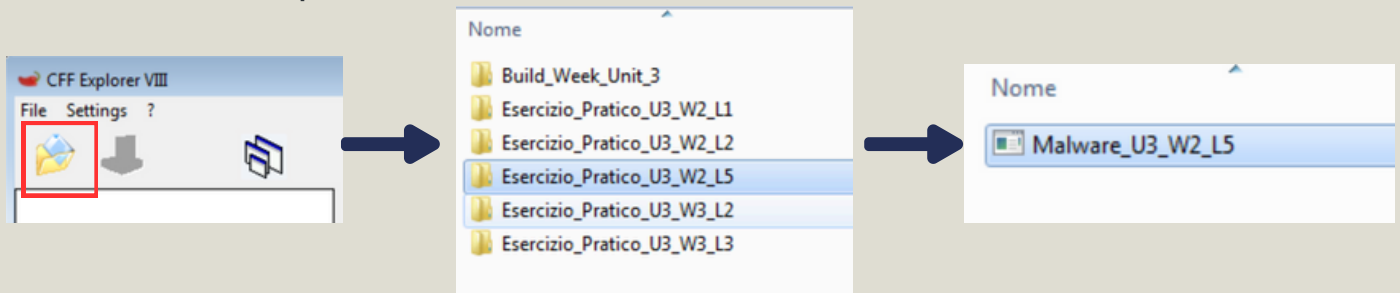 CFF Explorer VIII
File Settings ?
Nome
Build_Week_Unit_3
Esercizio_Pratico_U3_W2_L1
Esercizio_Pratico_U3_W2_L2
Esercizio_Pratico_U3_W2_L5
Esercizio_Pratico_U3_W3_L2
Esercizio_Pratico_U3_W3_L3
Nome
Malware_U3_W2_L5